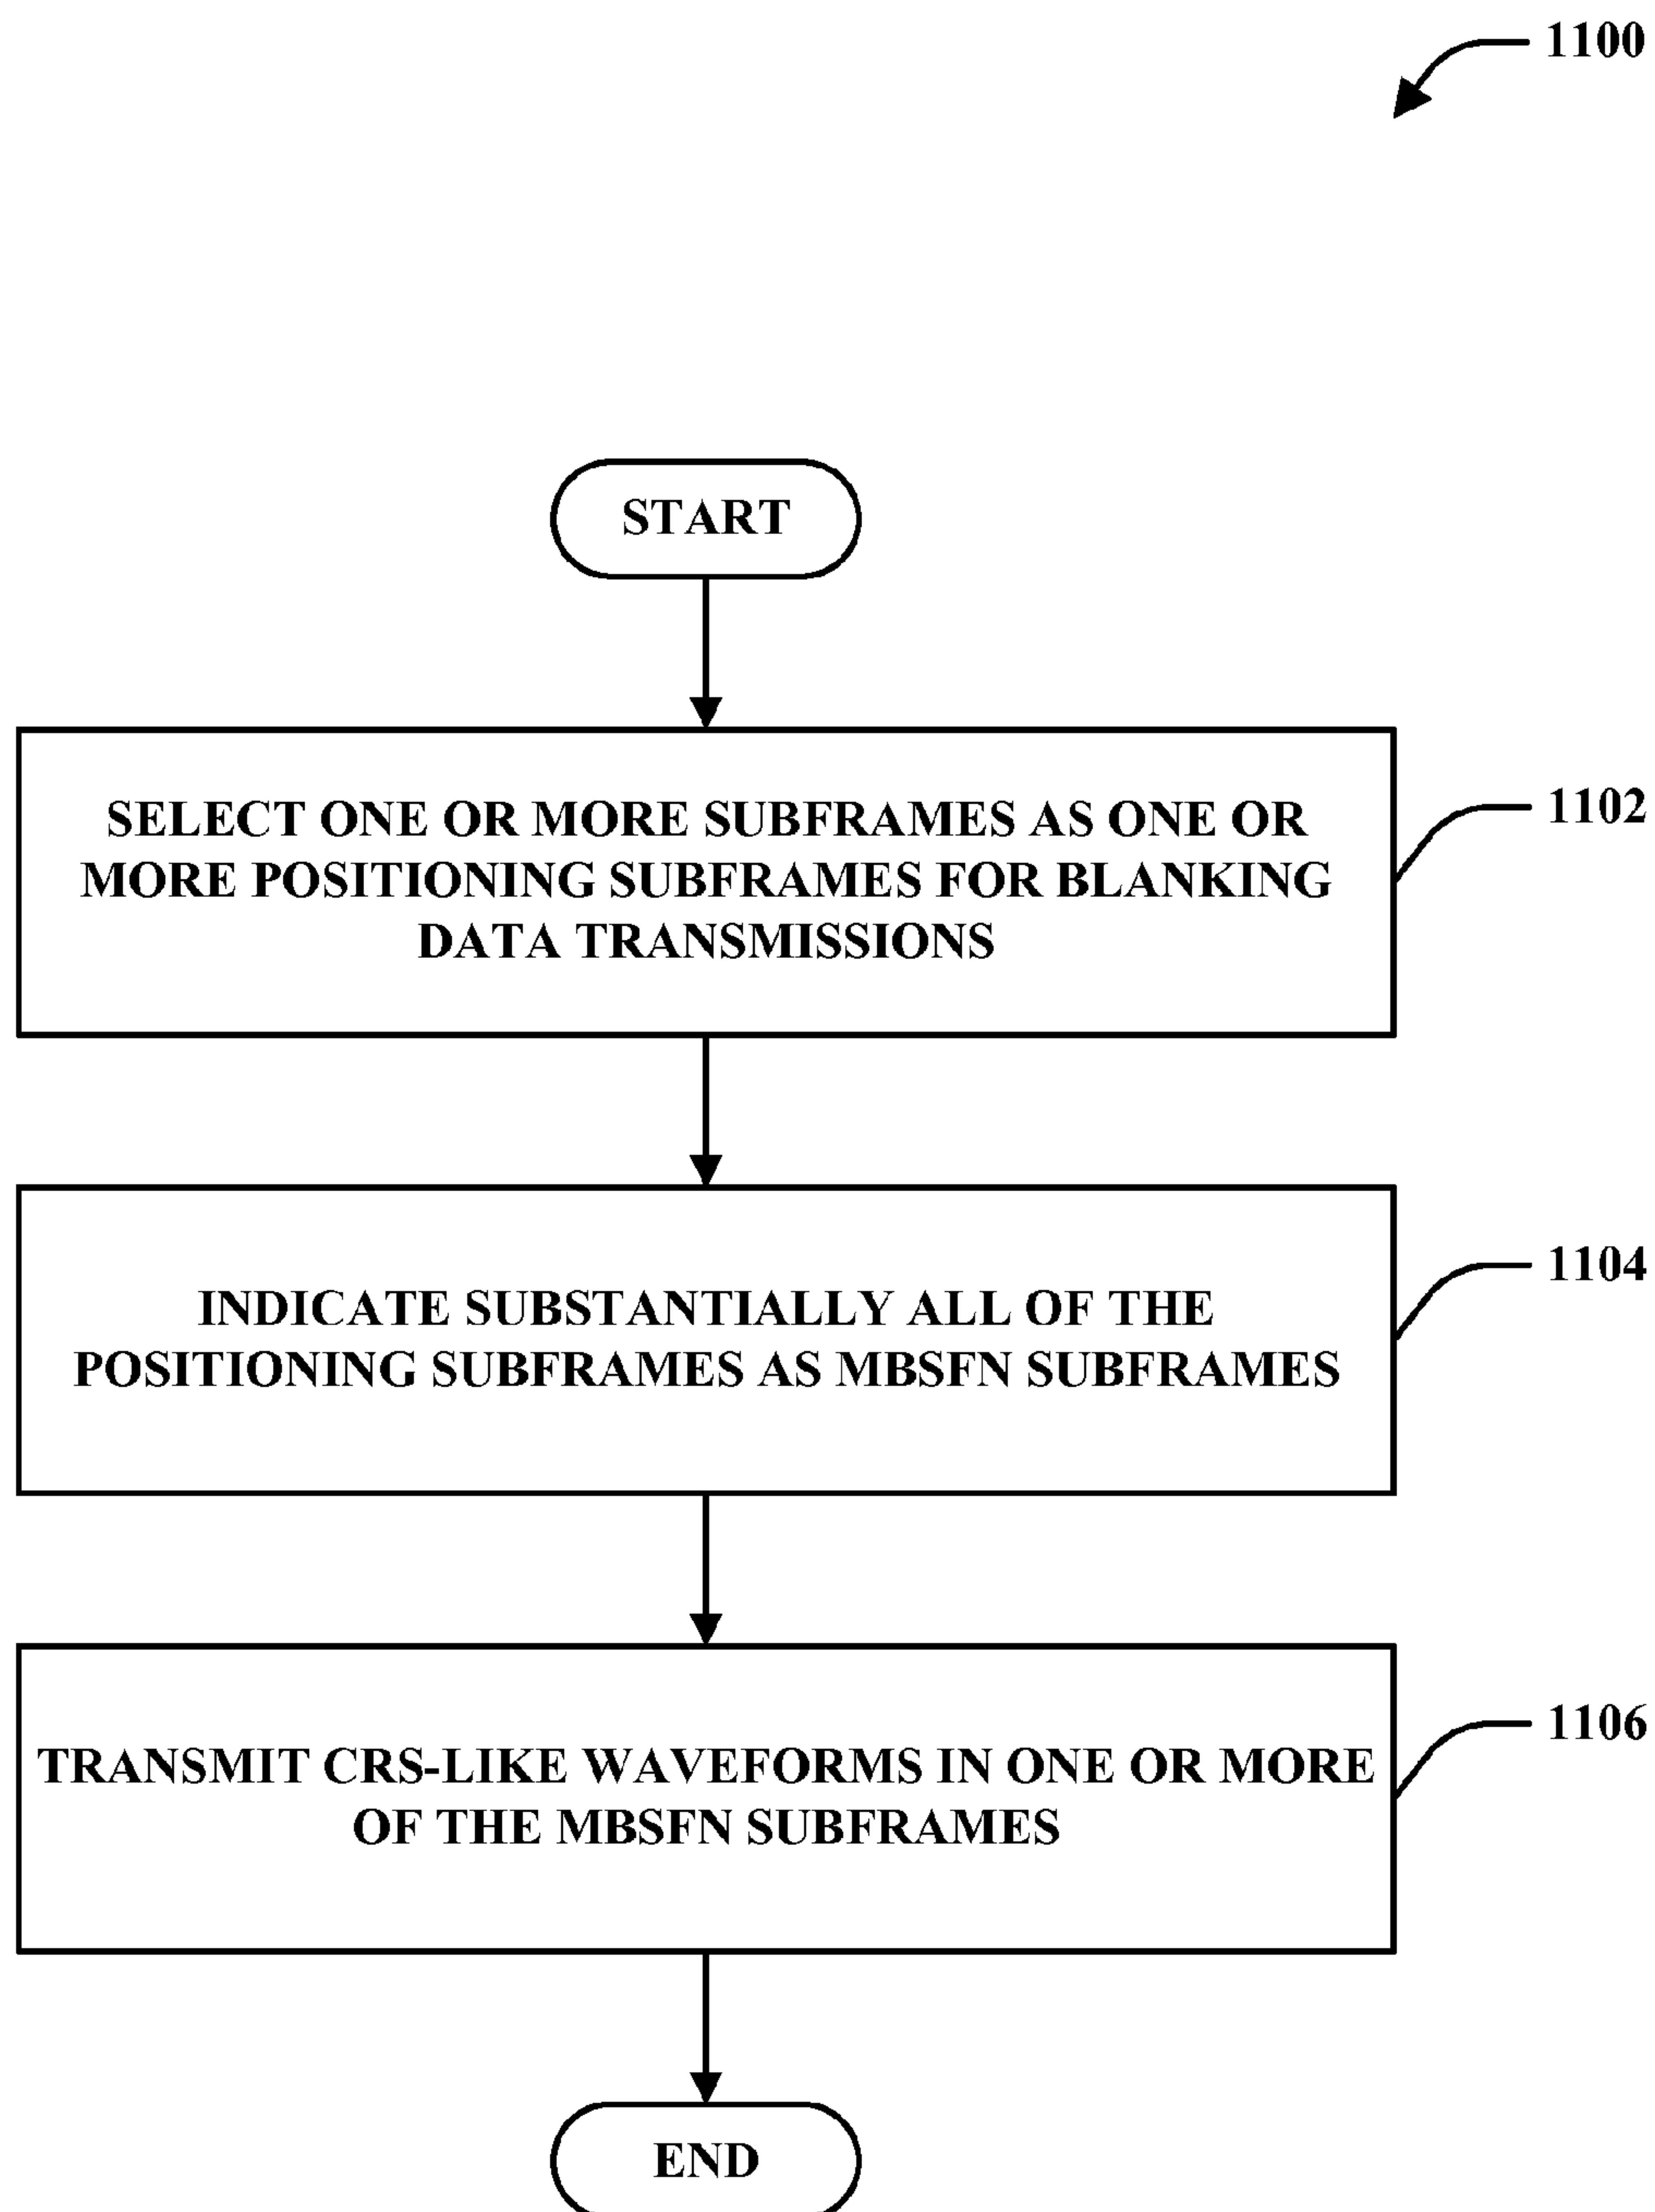 1100
START
SELECT ONE OR MORE SUBFRAMES AS ONE OR
MORE POSITIONING SUBFRAMES FOR BLANKING
DATA TRANSMISSIONS
1102
INDICATE SUBSTANTIALLY ALL OF THE
POSITIONING SUBFRAMES AS MBSFN SUBFRAMES
1104
TRANSMIT CRS-LIKE WAVEFORMS IN ONE OR MORE
OF THE MBSFN SUBFRAMES
1106
END